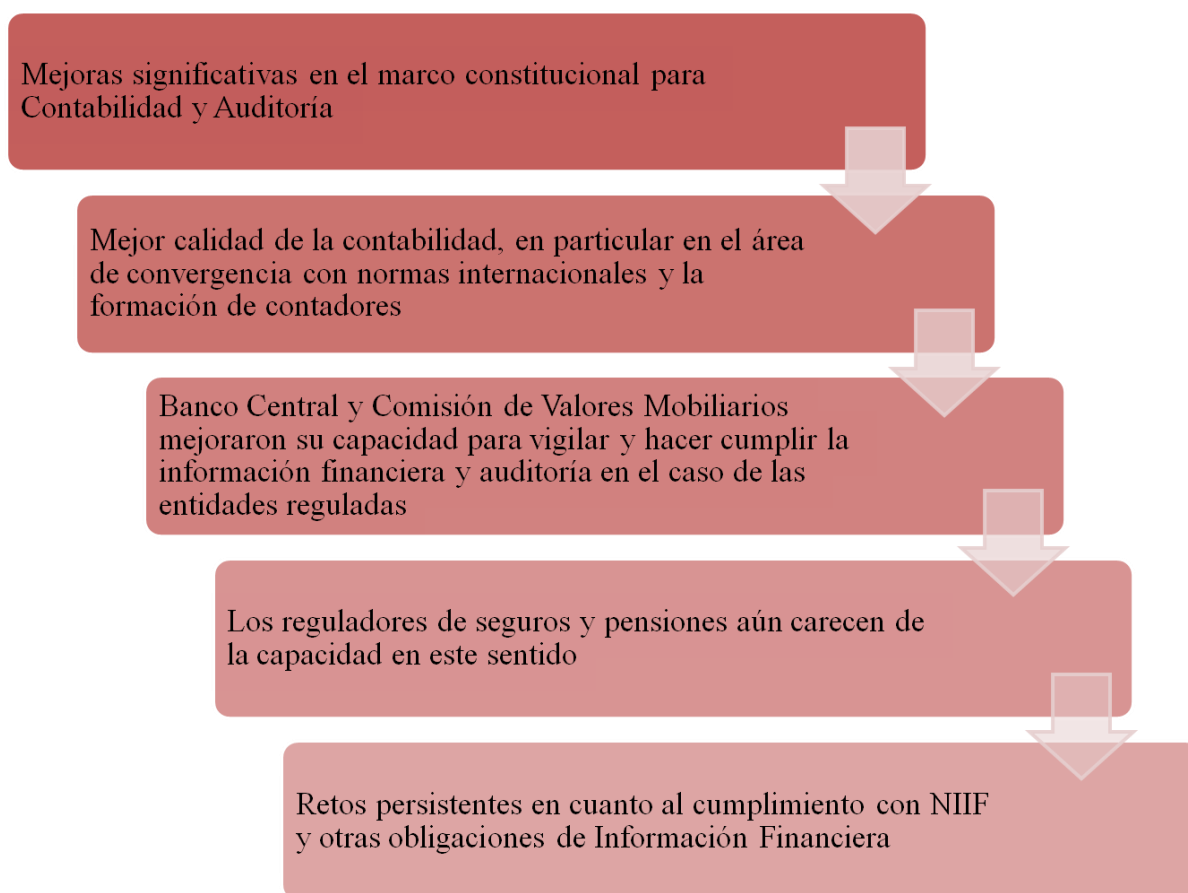 Mejoras significativas en el marco constitucional para
Contabilidad y Auditoría
Mejor calidad de la contabilidad, en particular en el área
de convergencia con normas internacionales y la
formación de contadores
Banco Central y Comisión de Valores Mobiliarios
mejoraron su capacidad para vigilar y hacer cumplir la
información financiera y auditoría en el caso de las
entidades reguladas
Los reguladores de seguros y pensiones aún carecen de
la capacidad en este sentido
Retos persistentes en cuanto al cumplimiento con NIIF
y otras obligaciones de Información Financiera